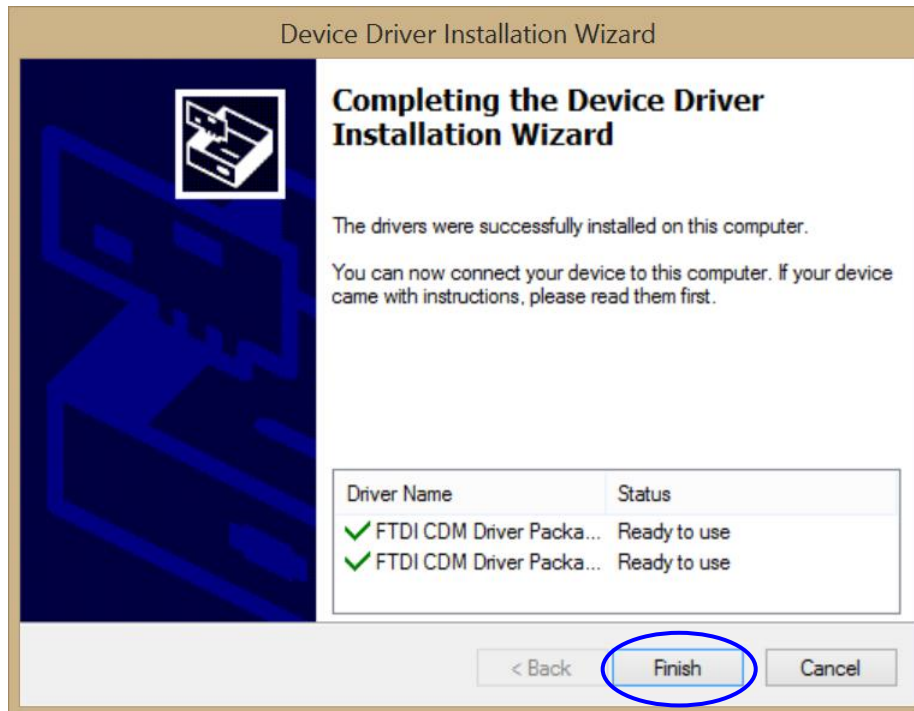 Device Driver Installation Wizard
Completing the Device Driver
Installation Wizard
The drivers were successfully installed on this computer.
You can now connect your device to this computer. If your device
came with instructions, please read them first.
Driver Name Status
FTDI CDM Driver Packa... Ready to use
FTDI CDM Driver Packa... Ready to use
< Back Finish Cancel